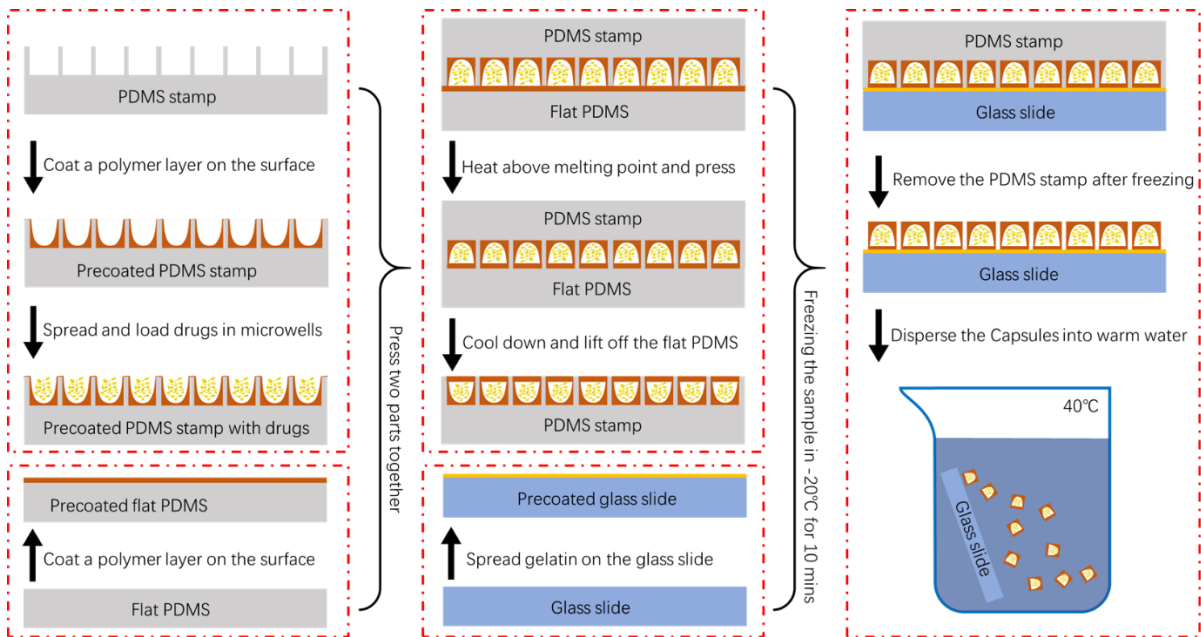 PDMS stamp
Coat a polymer layer on the surface
Precoated PDMS stamp
Spread and load drugs in microwells
Precoated PDMS stamp with drugs
Precoated flat PDMS
Coat a polymer layer on the surface
Flat PDMS
Press two parts together
PDMS stamp
Flat PDMS
Heat above melting point and press
PDMS stamp
Flat PDMS
Cool down and lift off the flat PDMS
PDMS stamp
Precoated glass slide
Spread gelatin on the glass slide
Glass slide
Freezing the sample in -20℃ for 10 mins
PDMS stamp
Glass slide
Remove the PDMS stamp after freezing
Glass slide
Disperse the Capsules into warm water
40℃
Glass slide